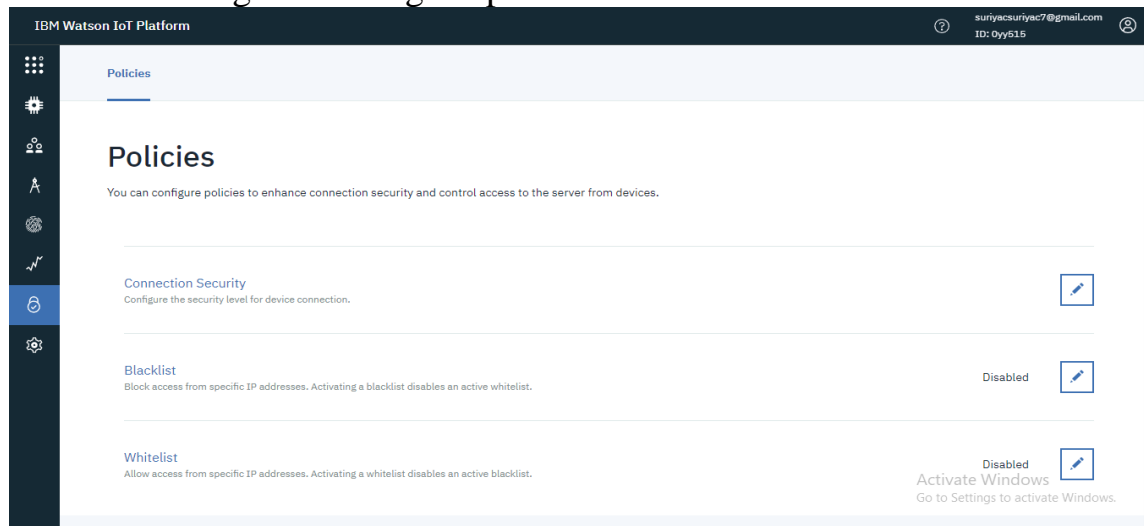 IBM Watson IoT Platform
suriyacsuriyac7@gmail.com
ID: 0yy515
Policies
Policies
You can configure policies to enhance connection security and control access to the server from devices.
Connection Security
Configure the security level for device connection.
Blacklist
Block access from specific IP addresses. Activating a blacklist disables an active whitelist.
Disabled
Whitelist
Allow access from specific IP addresses. Activating a whitelist disables an active blacklist.
Disabled
Activate Windows
Go to Settings to activate Windows.